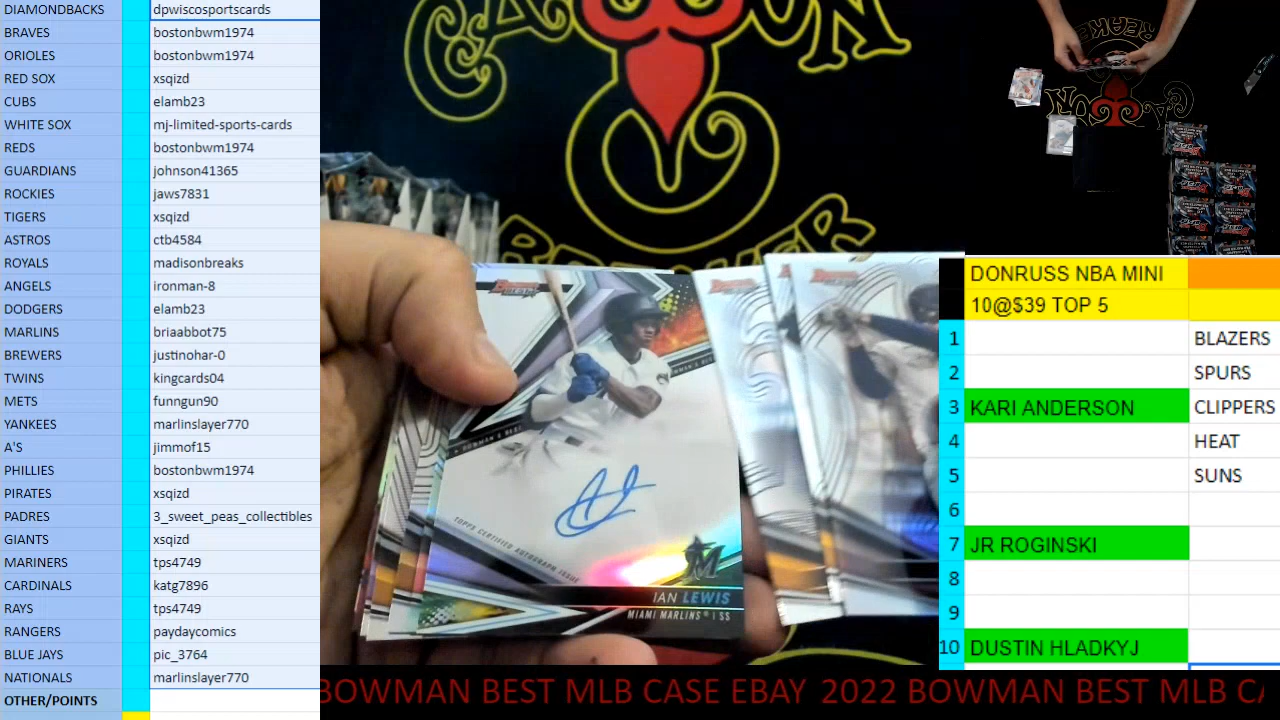 DIAMONDBACKS dpwiscosportscards
BRAVES bostonbwm1974
ORIOLES bostonbwm1974
RED SOX xsqizd
CUBS elamb23
WHITE SOX mj-limited-sports-cards
REDS bostonbwm1974
GUARDIANS johnson41365
ROCKIES jaws7831
TIGERS xsqizd
ASTROS ctb4584
ROYALS madisonbreaks
ANGELS ironman-8
DODGERS elamb23
MARLINS briaabbot75
BREWERS justinohar-0
TWINS kingcards04
METS funngun90
YANKEES marlinslayer770
A'S jimmof15
PHILLIES bostonbwm1974
PIRATES xsqizd
PADRES 3_sweet_peas_collectibles
GIANTS xsqizd
MARINERS tps4749
CARDINALS katg7896
RAYS tps4749
RANGERS paydaycomics
BLUE JAYS pic_3764
NATIONALS marlinslayer770
OTHER/POINTS
TOPPS CERTIFIED AUTOGRAPH ISSUE
IAN LEWIS
MIAMI MARLINS® | SS
DONRUSS NBA MINI
10@$39 TOP 5
1 BLAZERS
2 SPURS
3 KARI ANDERSON CLIPPERS
4 HEAT
5 SUNS
6
7 JR ROGINSKI
8
9
10 DUSTIN HLADKYJ
BOWMAN BEST MLB CASE EBAY 2022 BOWMAN BEST MLB